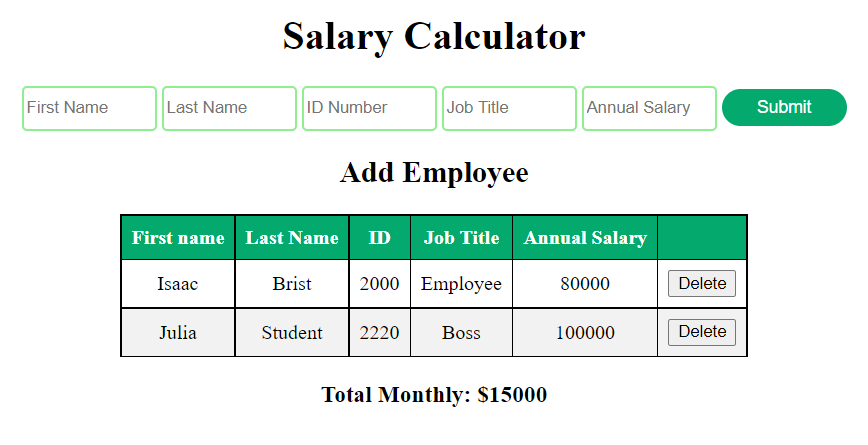 Salary Calculator
First Name Last Name ID Number Job Title Annual Salary Submit
Add Employee
First name Last Name ID Job Title Annual Salary
Isaac Brist 2000 Employee 80000 Delete
Julia Student 2220 Boss 100000 Delete
Total Monthly: $15000